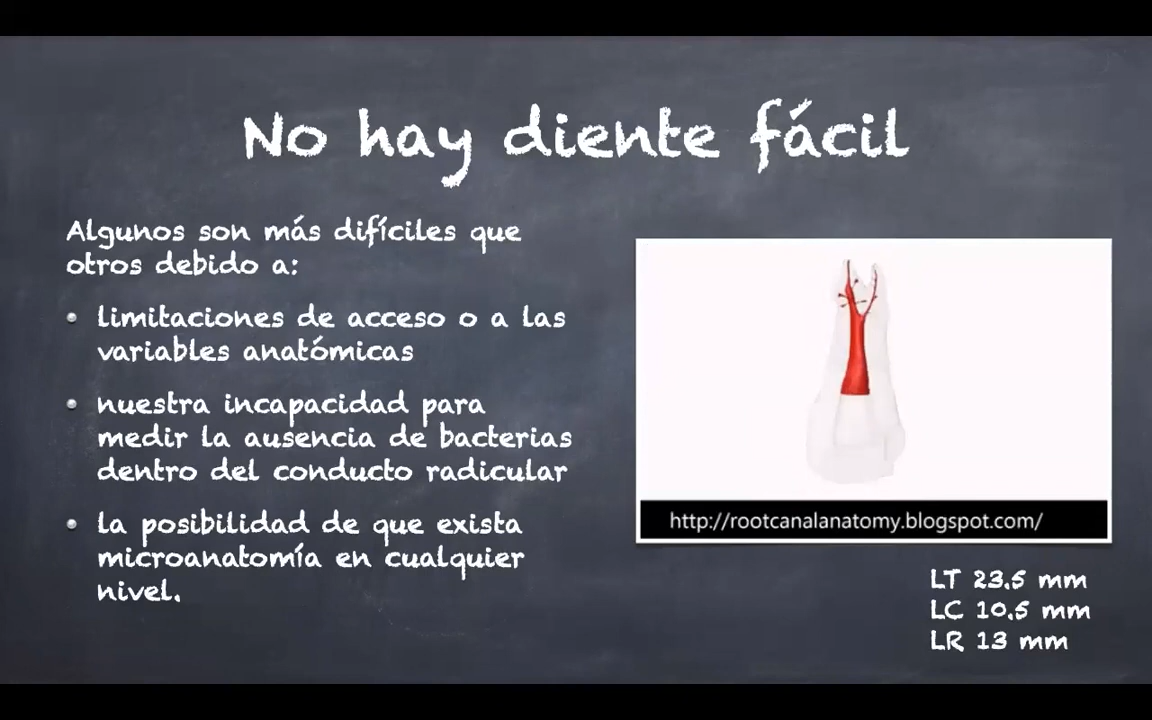 No hay diente fácil
Algunos son más difíciles que
otros debido a:
limitaciones de acceso o a las
variables anatómicas
nuestra incapacidad para
medir la ausencia de bacterias
dentro del conducto radicular
la posibilidad de que exista
microanatomía en cualquier
nivel.
http://rootcanalanatomy.blogspot.com/
LT 23.5 mm
LC 10.5 mm
LR 13 mm